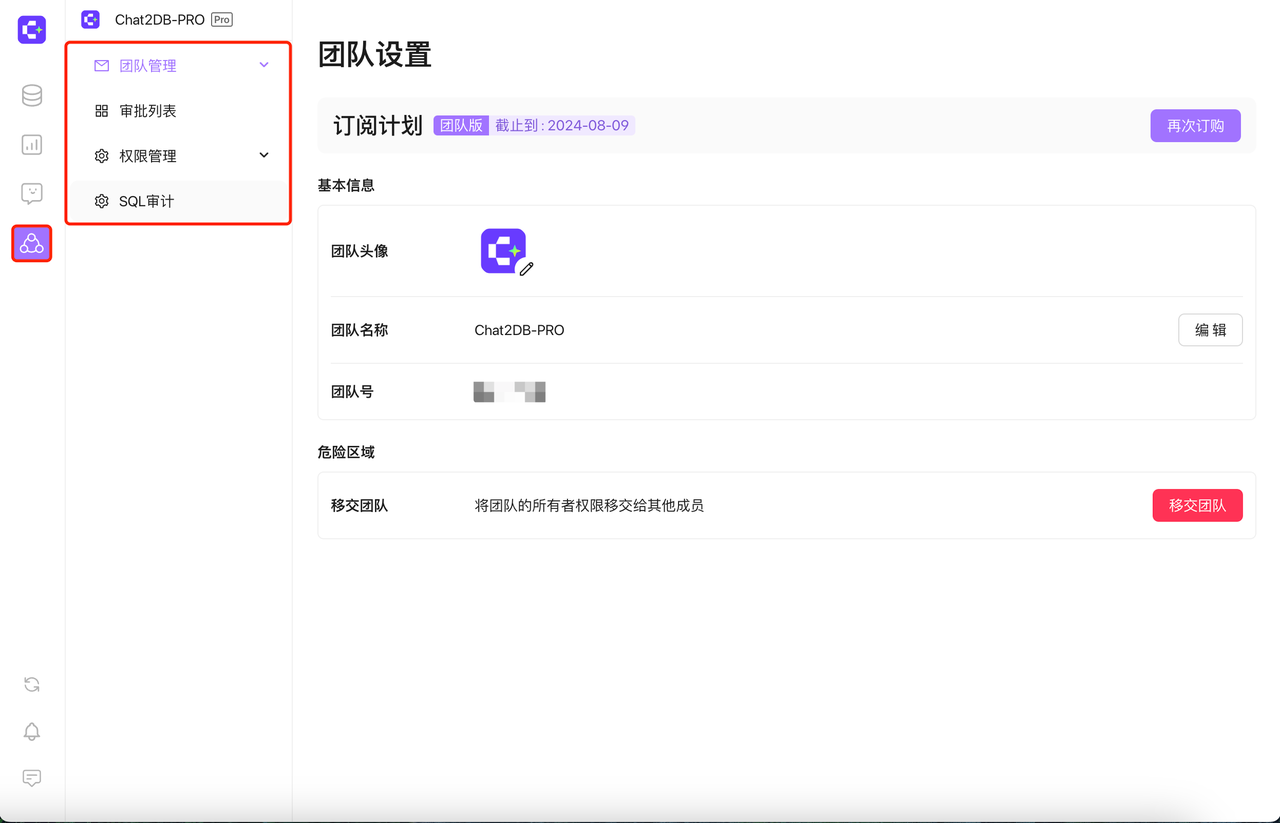 Chat2DB-PRO Pro
团队管理
审批列表
权限管理
SQL审计
团队设置
订阅计划 团队版 截止到 : 2024-08-09 再次订购
基本信息
团队头像
团队名称 Chat2DB-PRO 编 辑
团队号
危险区域
移交团队 将团队的所有者权限移交给其他成员 移交团队